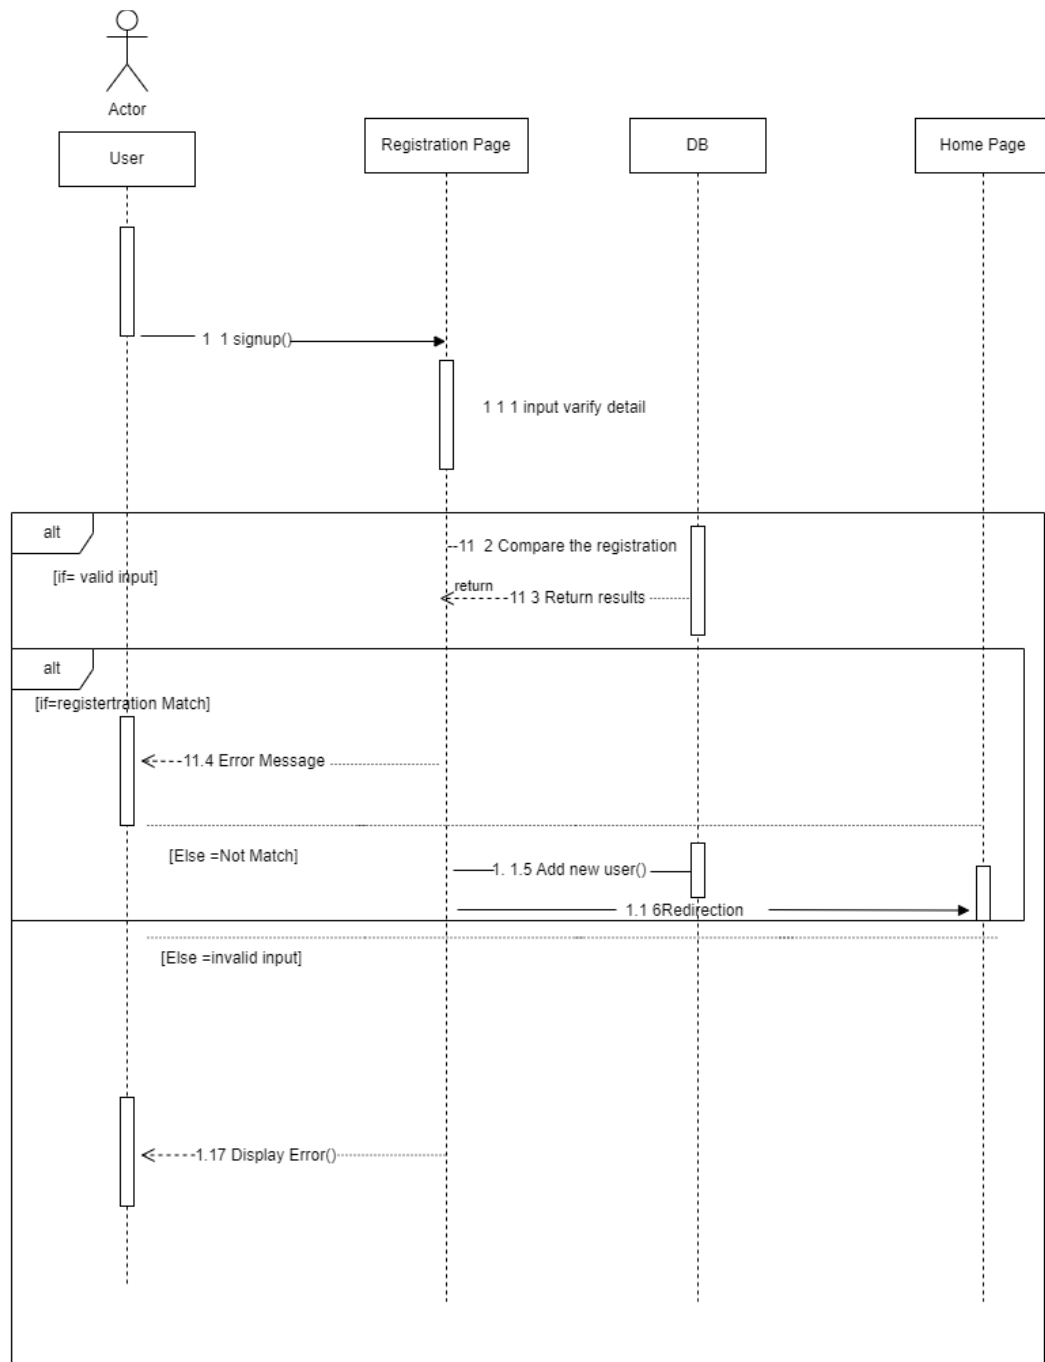 Actor
User
Registration Page
DB
Home Page
1 1 signup()
1 1 1 input varify detail
alt
[if= valid input]
11 2 Compare the registration
return
11 3 Return results
alt
[if=registertration Match]
11.4 Error Message
[Else =Not Match]
1. 1.5 Add new user()
1.1 6Redirection
[Else =invalid input]
1.17 Display Error()